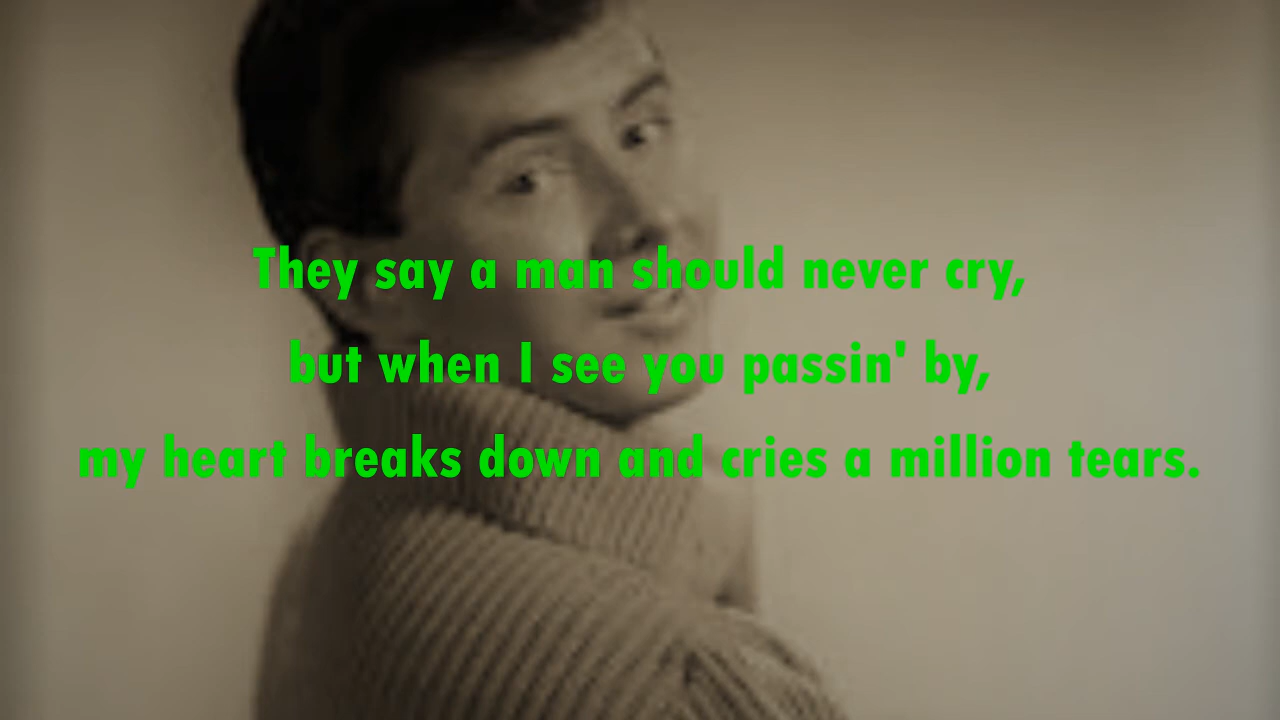 They say a man should never cry,
but when I see you passin' by,
my heart breaks down and cries a million tears.